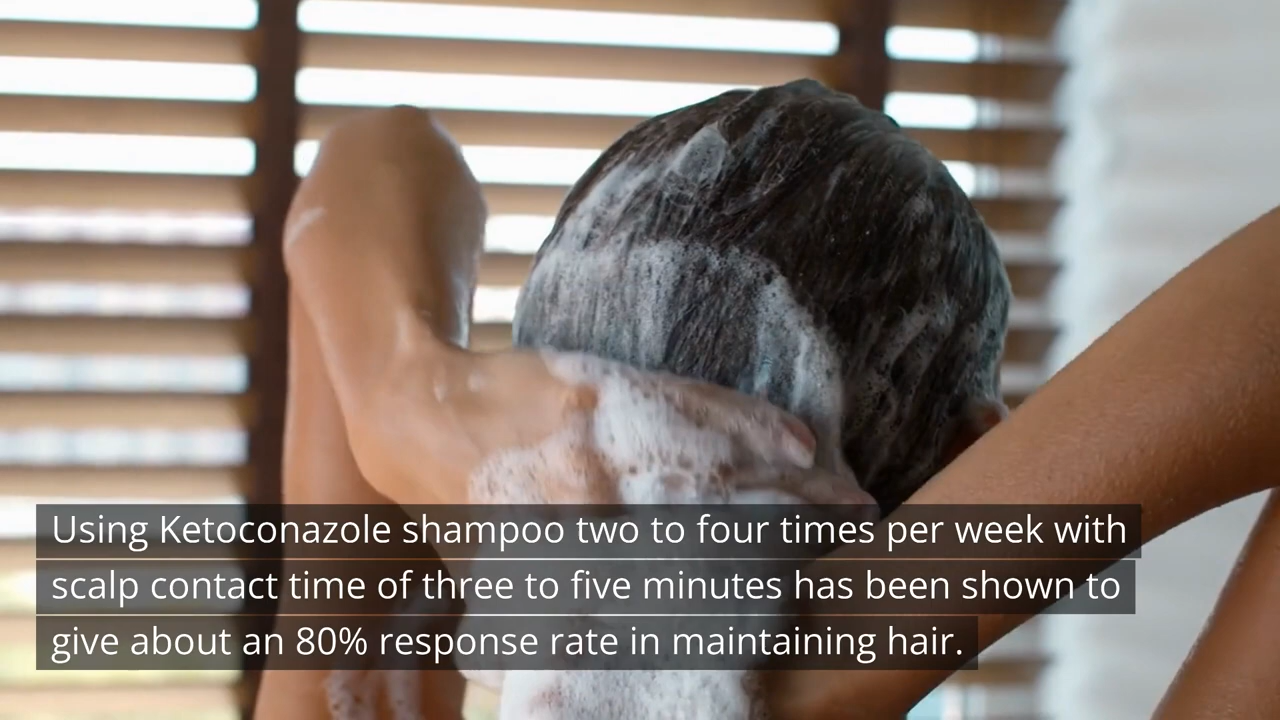 Using Ketoconazole shampoo two to four times per week with
scalp contact time of three to five minutes has been shown to
give about an 80% response rate in maintaining hair.